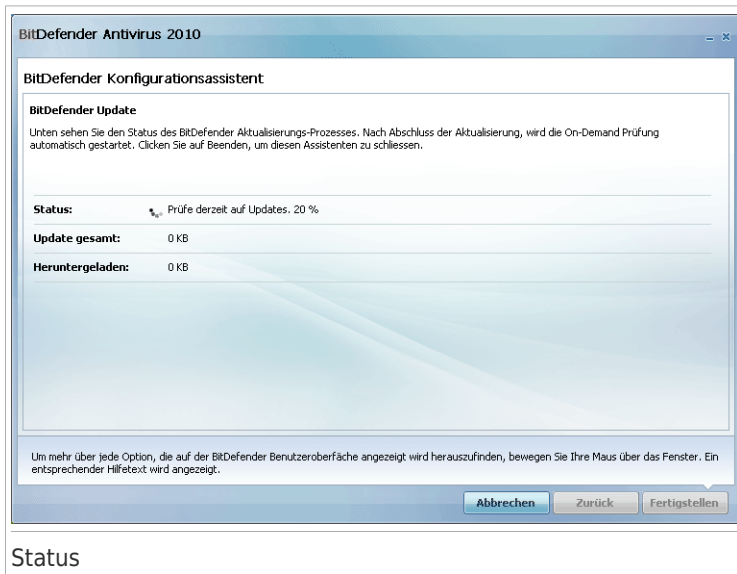 BitDefender Antivirus 2010
BitDefender Konfigurationsassistent
BitDefender Update
Unten sehen Sie den Status des BitDefender Aktualisierungs-Prozesses. Nach Abschluss der Aktualisierung, wird die On-Demand Prüfung
automatisch gestartet. Clicken Sie auf Beenden, um diesen Assistenten zu schliessen.
Status: Prüfe derzeit auf Updates. 20 %
Update gesamt: 0 KB
Heruntergeladen: 0 KB
Um mehr über jede Option, die auf der BitDefender Benutzeroberfäche angezeigt wird herauszufinden, bewegen Sie Ihre Maus über das Fenster. Ein
entsprechender Hilfetext wird angezeigt.
Abbrechen Zurück Fertigstellen
Status